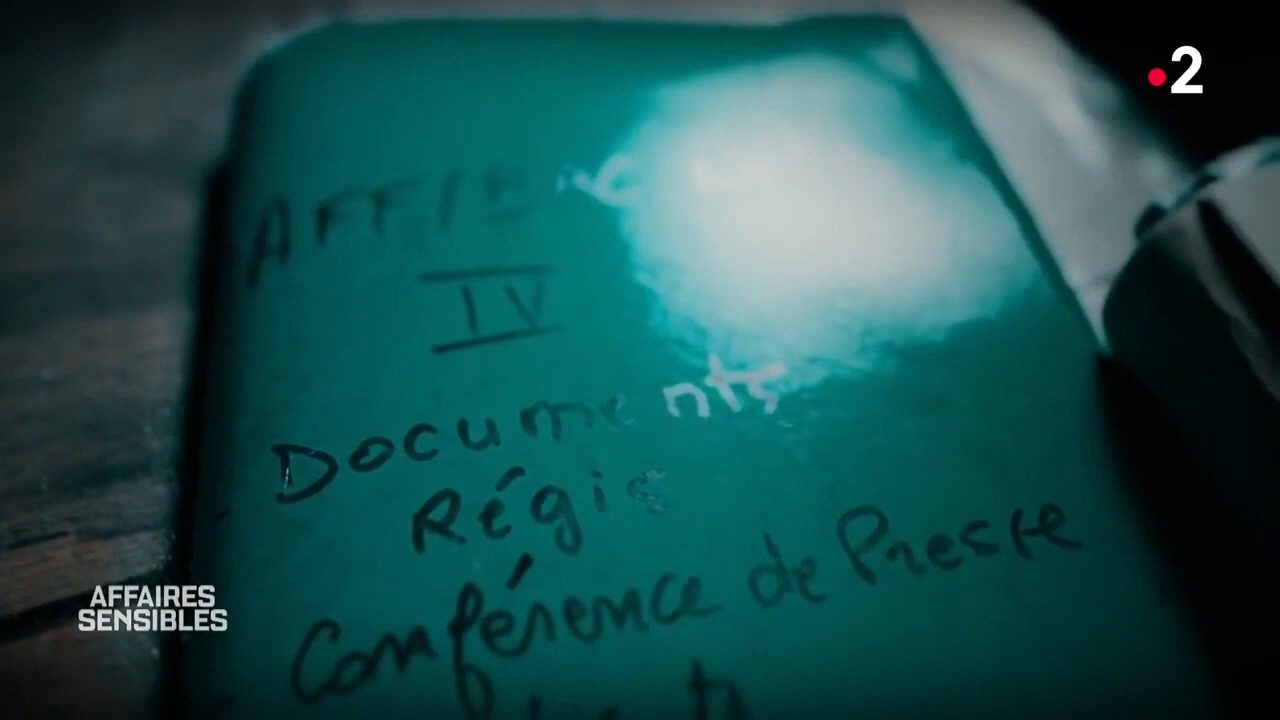 2
IV
Documents
Régis
Conférence de Presse
AFFAIRES
SENSIBLES